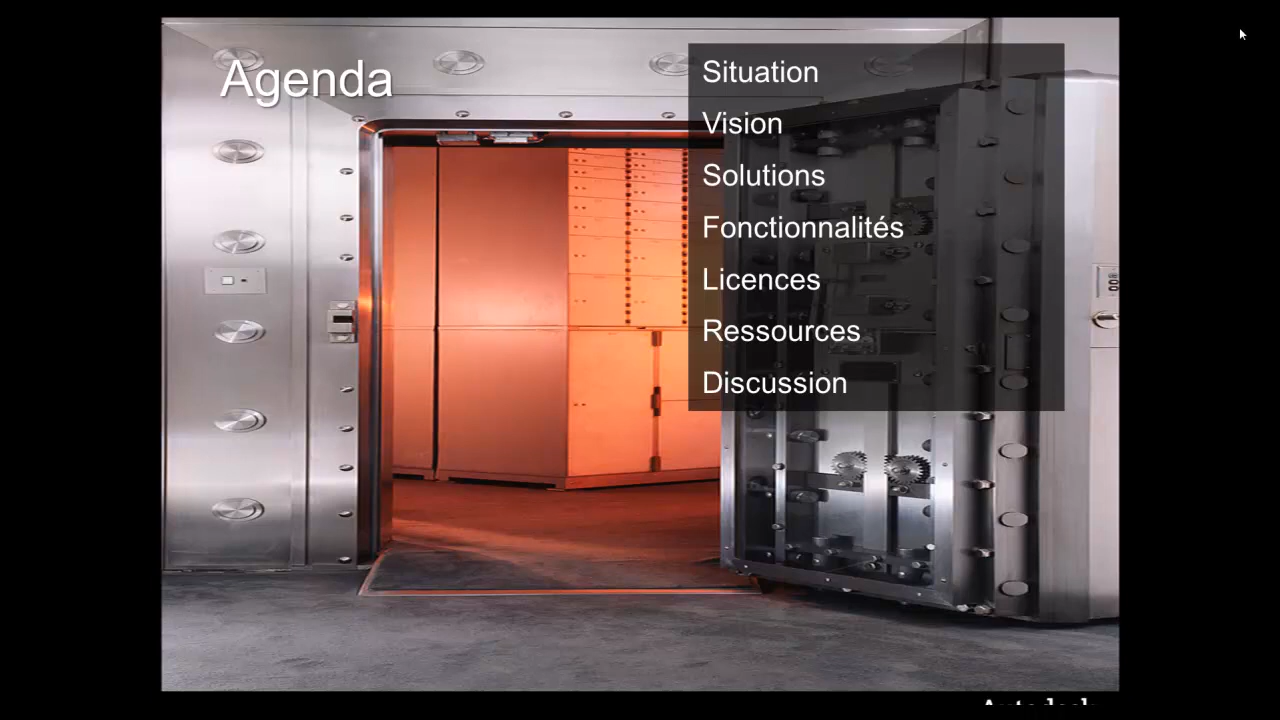 Agenda
Situation
Vision
Solutions
Fonctionnalités
Licences
Ressources
Discussion